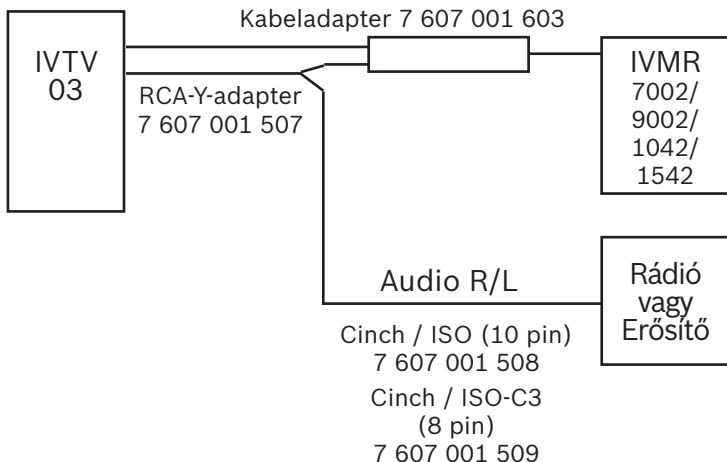 Kabeladapter 7 607 001 603
IVTV
03
RCA-Y-adapter
7 607 001 507
IVMR
7002/
9002/
1042/
1542
Audio R/L
Rádió
vagy
Erősítő
Cinch / ISO (10 pin)
7 607 001 508
Cinch / ISO-C3
(8 pin)
7 607 001 509